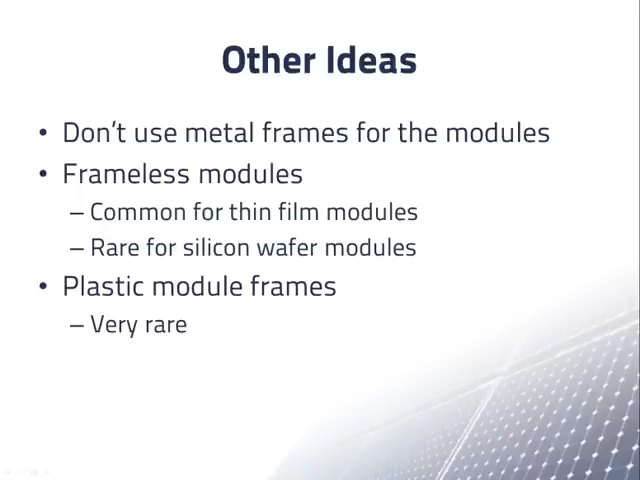 Other Ideas
• Don't use metal frames for the modules
• Frameless modules
– Common for thin film modules
– Rare for silicon wafer modules
• Plastic module frames
– Very rare